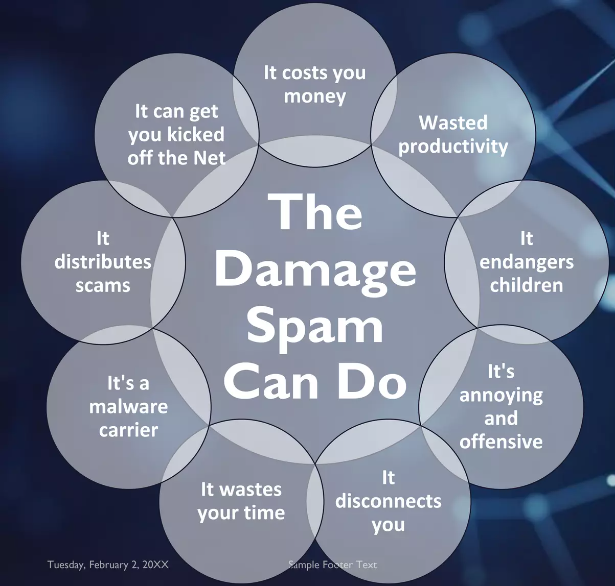 The
Damage
Spam
Can Do
It costs you
money
Wasted
productivity
It
endangers
children
It's
annoying
and
offensive
It
disconnects
you
It wastes
your time
It's a
malware
carrier
It
distributes
scams
It can get
you kicked
off the Net
Tuesday, February 2, 20XX
Sample Footer Text